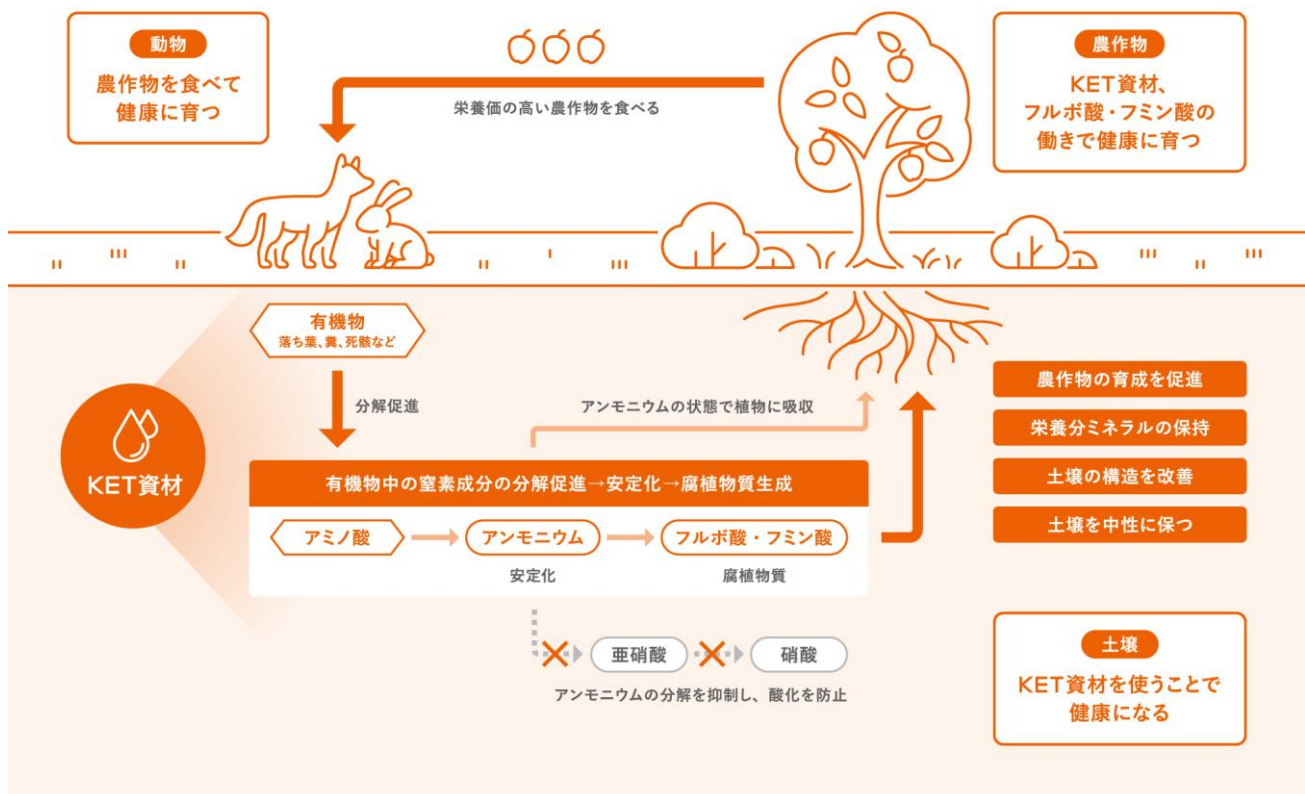 動物
農作物を食べて
健康に育つ
栄養価の高い農作物を食べる
農作物
KET資材、
フルボ酸・フミン酸の
働きで健康に育つ
有機物
落ち葉、糞、死骸など
分解促進
アンモニウムの状態で植物に吸収
KET資材
有機物中の窒素成分の分解促進→安定化→腐植物質生成
アミノ酸
アンモニウム
フルボ酸・フミン酸
安定化
腐植物質
亜硝酸
硝酸
アンモニウムの分解を抑制し、酸化を防止
農作物の育成を促進
栄養分ミネラルの保持
土壌の構造を改善
土壌を中性に保つ
土壌
KET資材を使うことで
健康になる